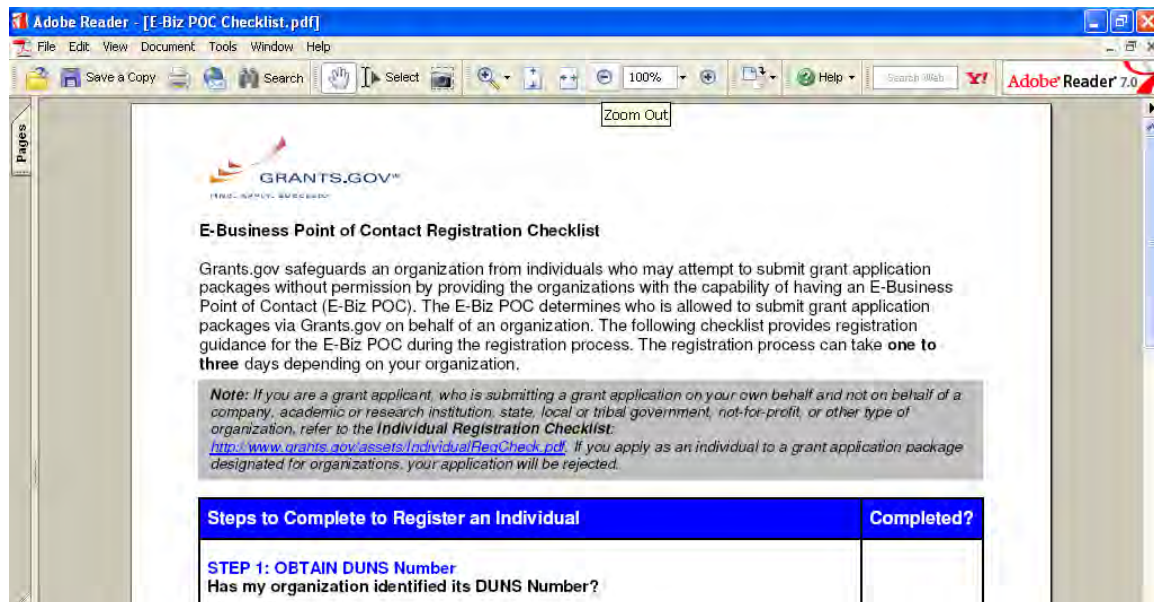 Adobe Reader - [E-Biz POC Checklist.pdf]
File Edit View Document Tools Window Help
Save a Copy Search Select 100% Help Search Web Y! Adobe Reader 7.0
Zoom Out
Pages
GRANTS.GOV℠
FIND. APPLY. SUCCEED.
E-Business Point of Contact Registration Checklist
Grants.gov safeguards an organization from individuals who may attempt to submit grant application
packages without permission by providing the organizations with the capability of having an E-Business
Point of Contact (E-Biz POC). The E-Biz POC determines who is allowed to submit grant application
packages via Grants.gov on behalf of an organization. The following checklist provides registration
guidance for the E-Biz POC during the registration process. The registration process can take one to
three days depending on your organization.
Note: If you are a grant applicant, who is submitting a grant application on your own behalf and not on behalf of a
company, academic or research institution, state, local or tribal government, not-for-profit, or other type of
organization, refer to the Individual Registration Checklist:
http://www.grants.gov/assets/IndividualRegCheck.pdf. If you apply as an individual to a grant application package
designated for organizations, your application will be rejected.
Steps to Complete to Register an Individual Completed?
STEP 1: OBTAIN DUNS Number
Has my organization identified its DUNS Number?